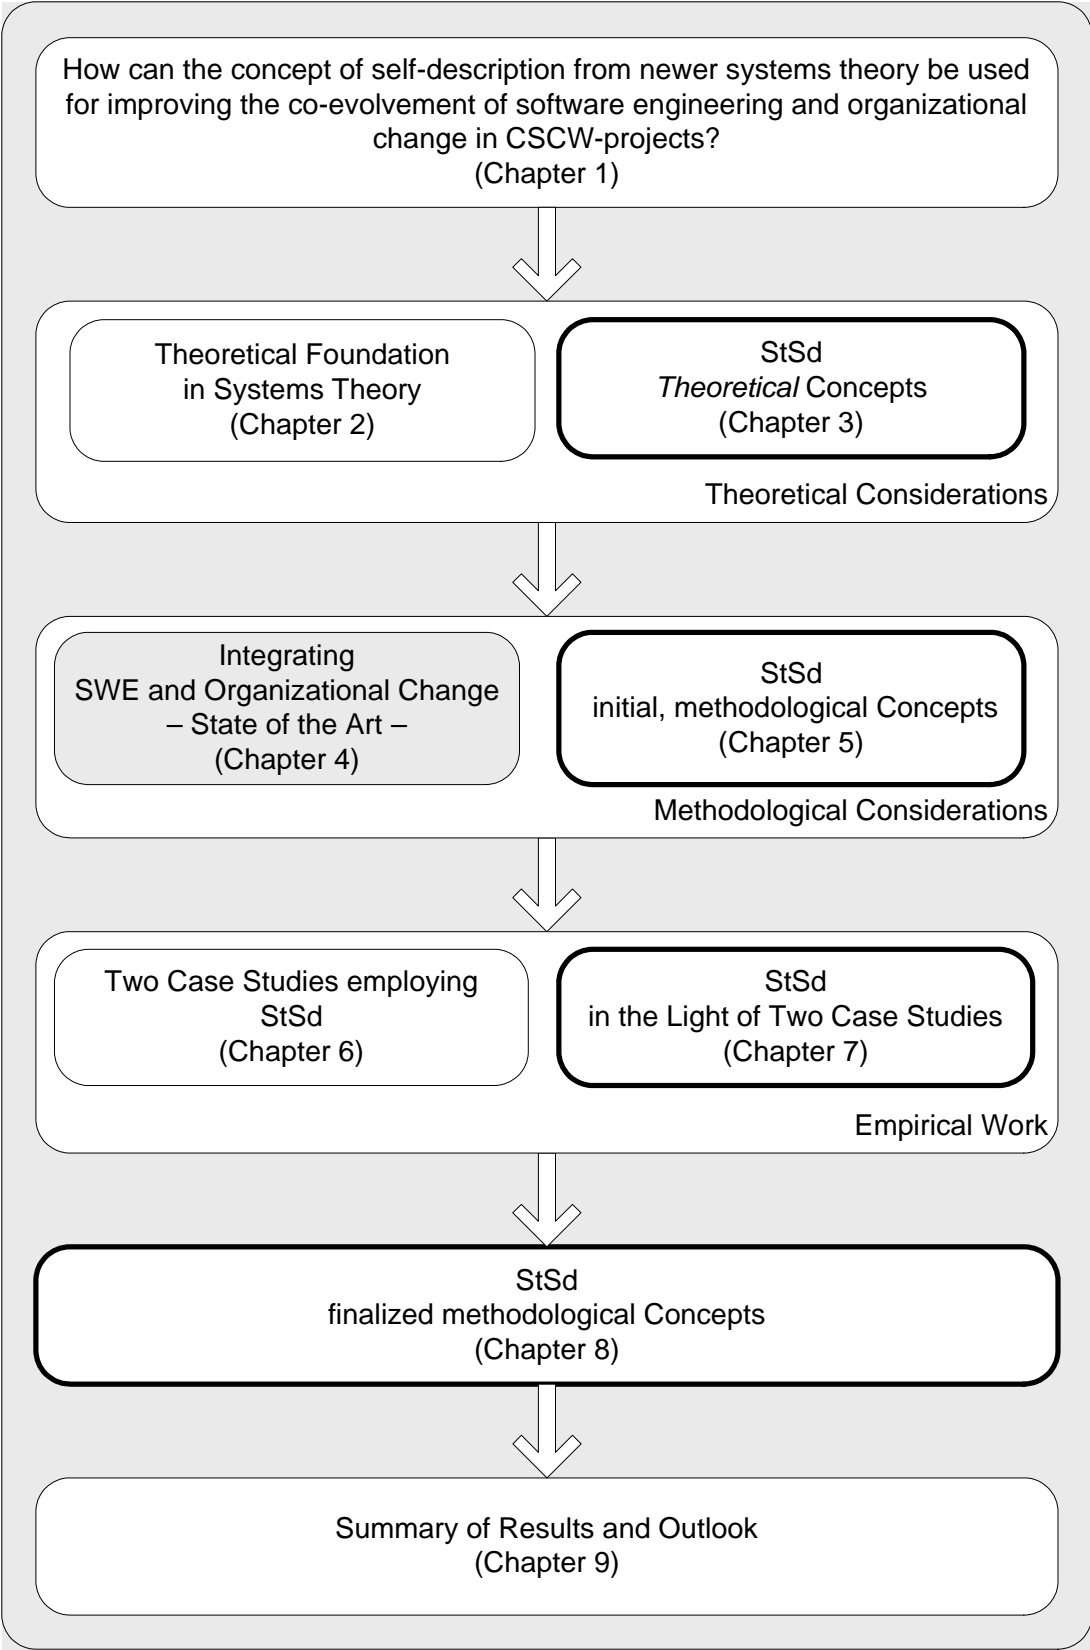 How can the concept of self-description from newer systems theory be used
for improving the co-evolvement of software engineering and organizational
change in CSCW-projects?
(Chapter 1)
Theoretical Foundation
in Systems Theory
(Chapter 2)
StSd
Theoretical Concepts
(Chapter 3)
Theoretical Considerations
Integrating
SWE and Organizational Change
– State of the Art –
(Chapter 4)
StSd
initial, methodological Concepts
(Chapter 5)
Methodological Considerations
Two Case Studies employing
StSd
(Chapter 6)
StSd
in the Light of Two Case Studies
(Chapter 7)
Empirical Work
StSd
finalized methodological Concepts
(Chapter 8)
Summary of Results and Outlook
(Chapter 9)